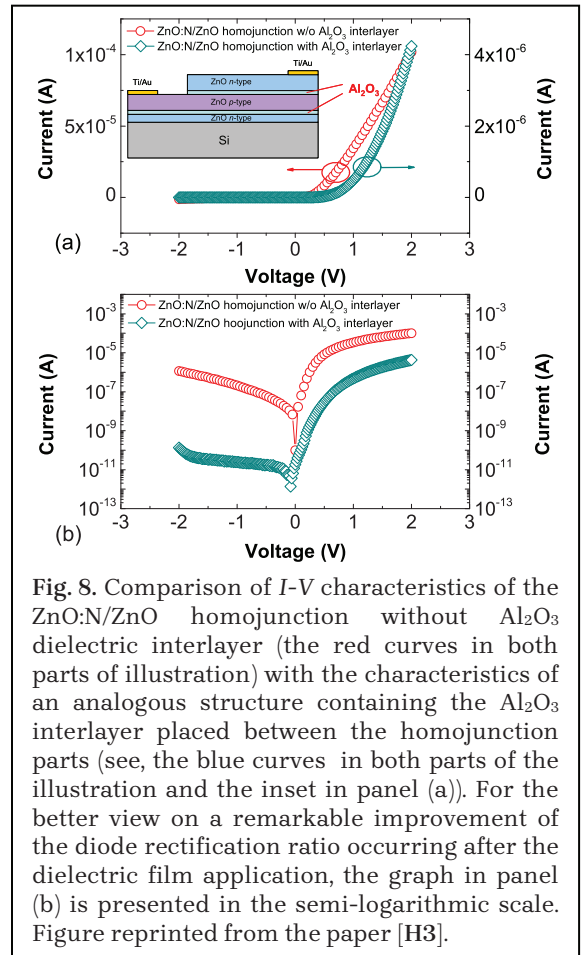 ZnO:N/ZnO homojunction w/o Al₂O₃ interlayer
ZnO:N/ZnO homojunction with Al₂O₃ interlayer
Ti/Au
Ti/Au
ZnO n-type
ZnO p-type
ZnO n-type
Si
Al₂O₃
Current (A)
1x10⁻⁴
5x10⁻⁵
0
4x10⁻⁶
2x10⁻⁶
0
Current (A)
(a)
-3 -2 -1 0 1 2 3
Voltage (V)
ZnO:N/ZnO homojunction w/o Al₂O₃ interlayer
ZnO:N/ZnO hoojunction with Al₂O₃ interlayer
Current (A)
10⁻³
10⁻⁵
10⁻⁷
10⁻⁹
10⁻¹¹
10⁻¹³
10⁻³
10⁻⁵
10⁻⁷
10⁻⁹
10⁻¹¹
10⁻¹³
Current (A)
(b)
-3 -2 -1 0 1 2 3
Voltage (V)
Fig. 8. Comparison of I-V characteristics of the
ZnO:N/ZnO homojunction without Al₂O₃
dielectric interlayer (the red curves in both
parts of illustration) with the characteristics of
an analogous structure containing the Al₂O₃
interlayer placed between the homojunction
parts (see, the blue curves in both parts of the
illustration and the inset in panel (a)). For the
better view on a remarkable improvement of
the diode rectification ratio occurring after the
dielectric film application, the graph in panel
(b) is presented in the semi-logarithmic scale.
Figure reprinted from the paper [H3].